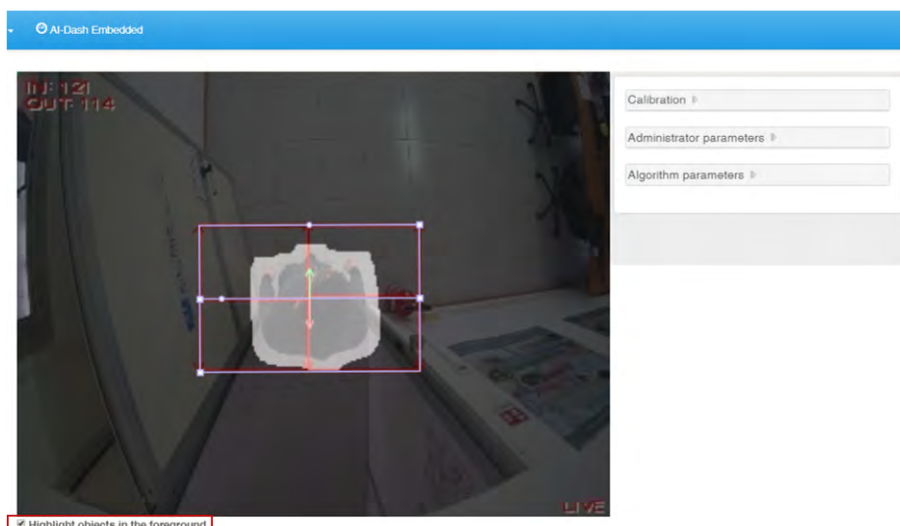 AI-Dash Embedded
IN: 121
OUT: 114
Calibration
Administrator parameters
Algorithm parameters
LIVE
Highlight objects in the foreground